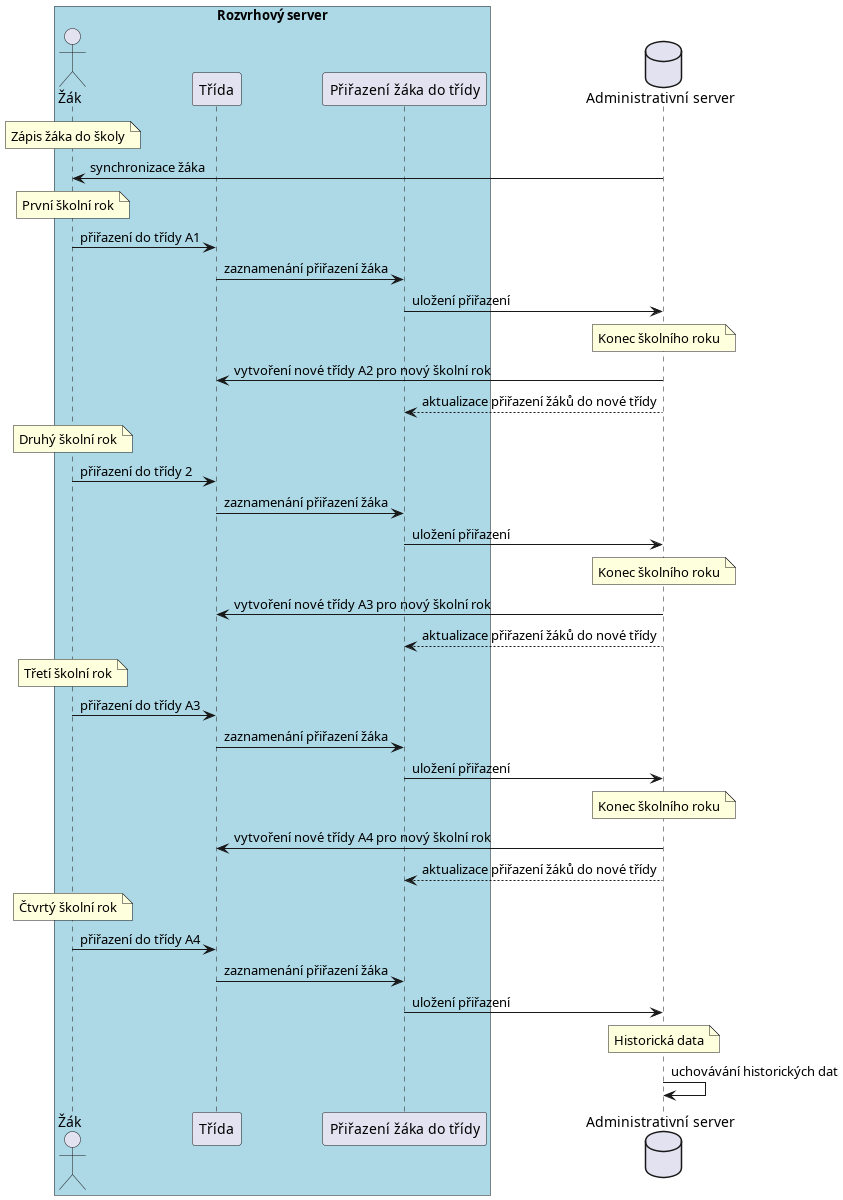 Rozvrhový server
Žák
Třída
Přiřazení žáka do třídy
Administrativní server
Zápis žáka do školy
synchronizace žáka
První školní rok
přiřazení do třídy A1
zaznamenání přiřazení žáka
uložení přiřazení
Konec školního roku
vytvoření nové třídy A2 pro nový školní rok
aktualizace přiřazení žáků do nové třídy
Druhý školní rok
přiřazení do třídy 2
zaznamenání přiřazení žáka
uložení přiřazení
Konec školního roku
vytvoření nové třídy A3 pro nový školní rok
aktualizace přiřazení žáků do nové třídy
Třetí školní rok
přiřazení do třídy A3
zaznamenání přiřazení žáka
uložení přiřazení
Konec školního roku
vytvoření nové třídy A4 pro nový školní rok
aktualizace přiřazení žáků do nové třídy
Čtvrtý školní rok
přiřazení do třídy A4
zaznamenání přiřazení žáka
uložení přiřazení
Historická data
uchovávání historických dat
Žák
Třída
Přiřazení žáka do třídy
Administrativní server